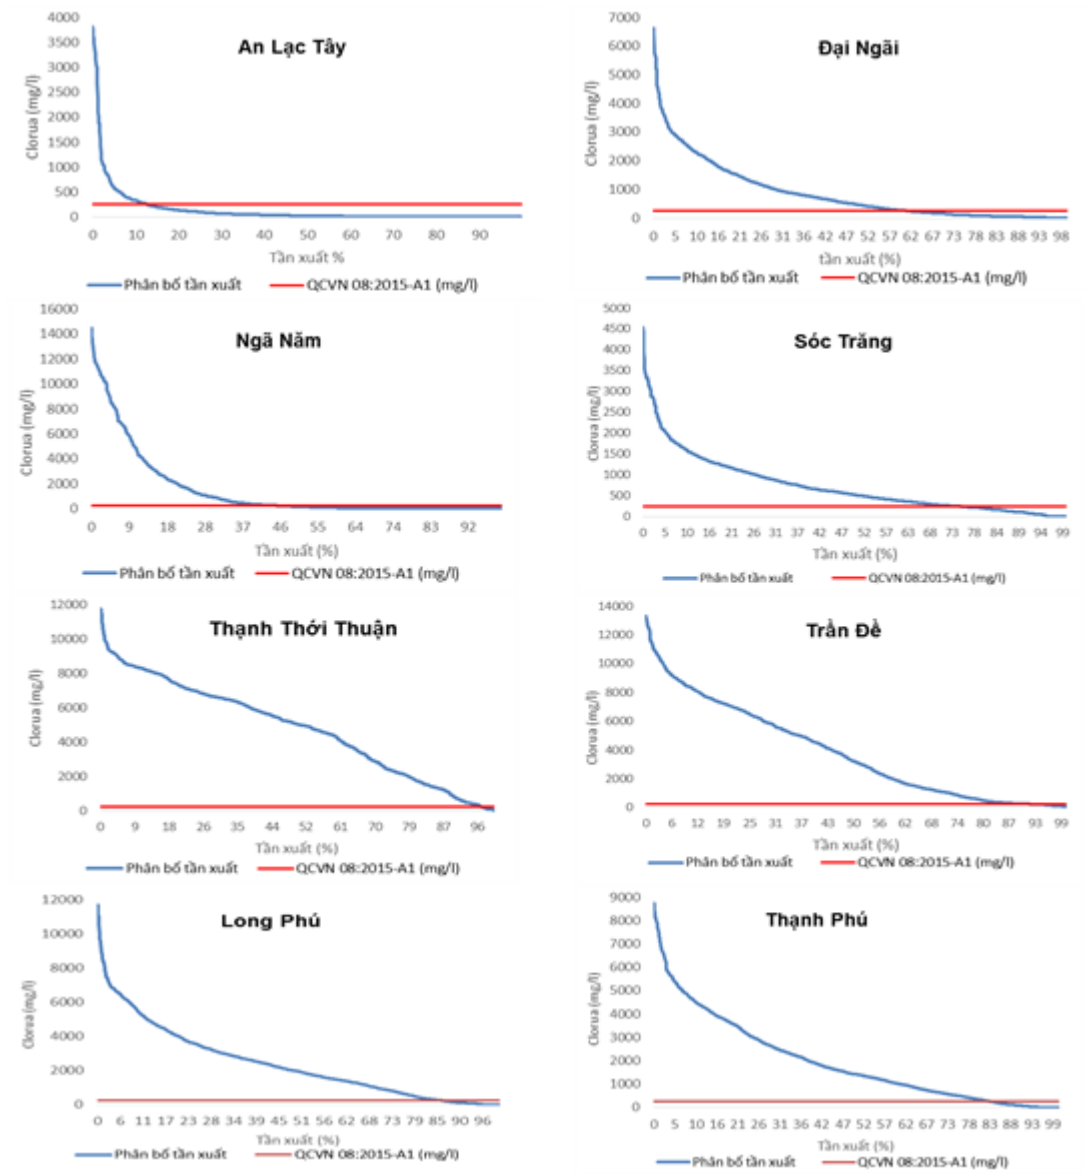 An Lạc Tây
Clorua (mg/l)
4000
3500
3000
2500
2000
1500
1000
500
0
0 10 20 30 40 50 60 70 80 90
Tần xuất %
Phân bố tần xuất QCVN 08:2015-A1 (mg/l)
Đại Ngãi
Clorua (mg/l)
7000
6000
5000
4000
3000
2000
1000
0
0 5 10 16 21 26 31 36 42 47 52 57 62 67 73 78 83 88 93 98
tần xuất (%)
Phân bố tần xuất QCVN 08:2015-A1 (mg/l)
Ngã Năm
Clorua (mg/l)
16000
14000
12000
10000
8000
6000
4000
2000
0
0 9 18 28 37 46 55 64 74 83 92
Tần xuất (%)
Phân bố tần xuất QCVN 08:2015-A1 (mg/l)
Sóc Trăng
Clorua (mg/l)
5000
4500
4000
3500
3000
2500
2000
1500
1000
500
0
0 5 10 16 21 26 31 37 42 47 52 57 63 68 73 78 83 89 94 99
Tần xuất (%)
Phân bố tần xuất QCVN 08:2015-A1 (mg/l)
Thạnh Thới Thuận
Clorua (mg/l)
12000
10000
8000
6000
4000
2000
0
0 9 18 26 35 44 52 61 70 79 87 96
Tần xuất (%)
Phân bố tần xuất QCVN 08:2015-A1 (mg/l)
Trần Đề
Clorua (mg/l)
14000
12000
10000
8000
6000
4000
2000
0
0 6 12 19 25 31 37 43 50 56 62 68 74 80 87 93 99
Tần xuất (%)
Phân bố tần xuất QCVN 08:2015-A1 (mg/l)
Long Phú
Clorua (mg/l)
12000
10000
8000
6000
4000
2000
0
0 6 11 17 23 28 34 39 45 51 56 62 68 73 79 85 90 96
Tần xuất (%)
Phân bố tần xuất QCVN 08:2015-A1 (mg/l)
Thạnh Phú
Clorua (mg/l)
9000
8000
7000
6000
5000
4000
3000
2000
1000
0
0 5 10 16 21 26 31 36 42 47 52 57 62 67 73 78 83 88 93 99
Tần xuất (%)
Phân bố tần xuất QCVN 08:2015-A1 (mg/l)